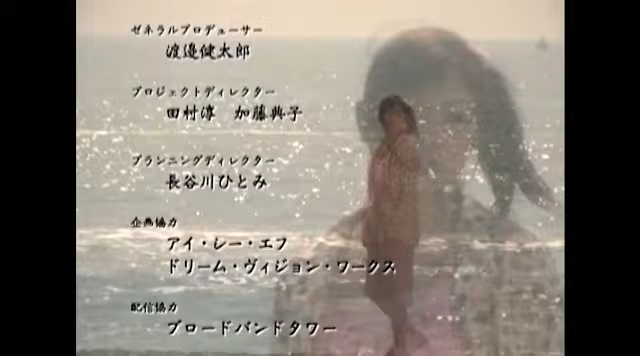 ゼネラルプロデューサー
渡邉健太郎
プロジェクトディレクター
田村淳　加藤典子
プランニングディレクター
長谷川ひとみ
企画協力
アイ・シー・エフ
ドリーム・ヴィジョン・ワークス
配信協力
ブロードバンドタワー